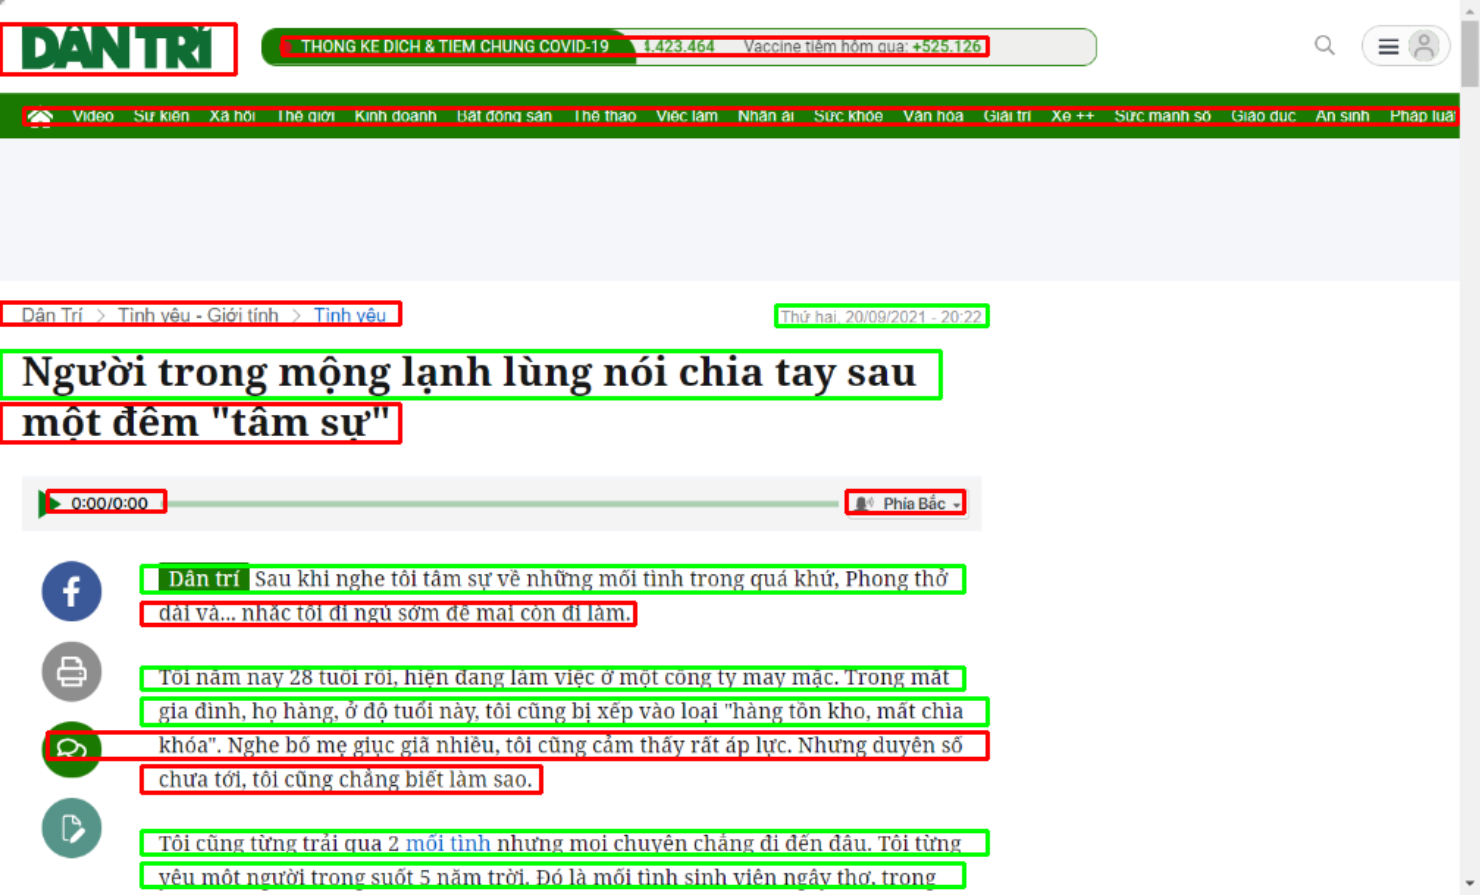 DÂN TRÍ
THỐNG KÊ DỊCH & TIÊM CHỦNG COVID-19 .423.464 Vaccine tiêm hôm qua: +525.126
Video Sự kiện Xã hội Thế giới Kinh doanh Bất động sản Thể thao Việc làm Nhân ái Sức khỏe Văn hóa Giải trí Xe ++ Sức mạnh số Giáo dục An sinh Pháp luật
Dân Trí > Tình yêu - Giới tính > Tình yêu
Thứ hai, 20/09/2021 - 20:22
Người trong mộng lạnh lùng nói chia tay sau
một đêm "tâm sự"
0:00/0:00 Phía Bắc
Dân trí Sau khi nghe tôi tâm sự về những mối tình trong quá khứ, Phong thở
dài và... nhắc tôi đi ngủ sớm để mai còn đi làm.
Tôi năm nay 28 tuổi rồi, hiện đang làm việc ở một công ty may mặc. Trong mắt
gia đình, họ hàng, ở độ tuổi này, tôi cũng bị xếp vào loại "hàng tồn kho, mất chìa
khóa". Nghe bố mẹ giục giã nhiều, tôi cũng cảm thấy rất áp lực. Nhưng duyên số
chưa tới, tôi cũng chẳng biết làm sao.
Tôi cũng từng trải qua 2 mối tình nhưng mọi chuyện chẳng đi đến đâu. Tôi từng
yêu một người trong suốt 5 năm trời. Đó là mối tình sinh viên ngây thơ, trong